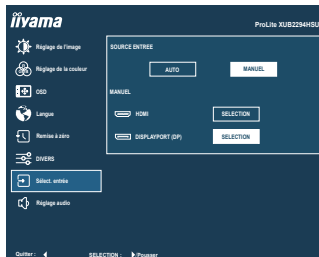 iiyama
ProLite XUB2294HSU
Réglage de l'image
SOURCE ENTREE
AUTO
MANUEL
Réglage de la couleur
OSD
MANUEL
Langue
HDMI
SELECTION
Remise à zéro
DISPLAYPORT (DP)
SELECTION
DIVERS
Sélect. entrée
Réglage audio
Quitter :
SELECTION :
/Pousser